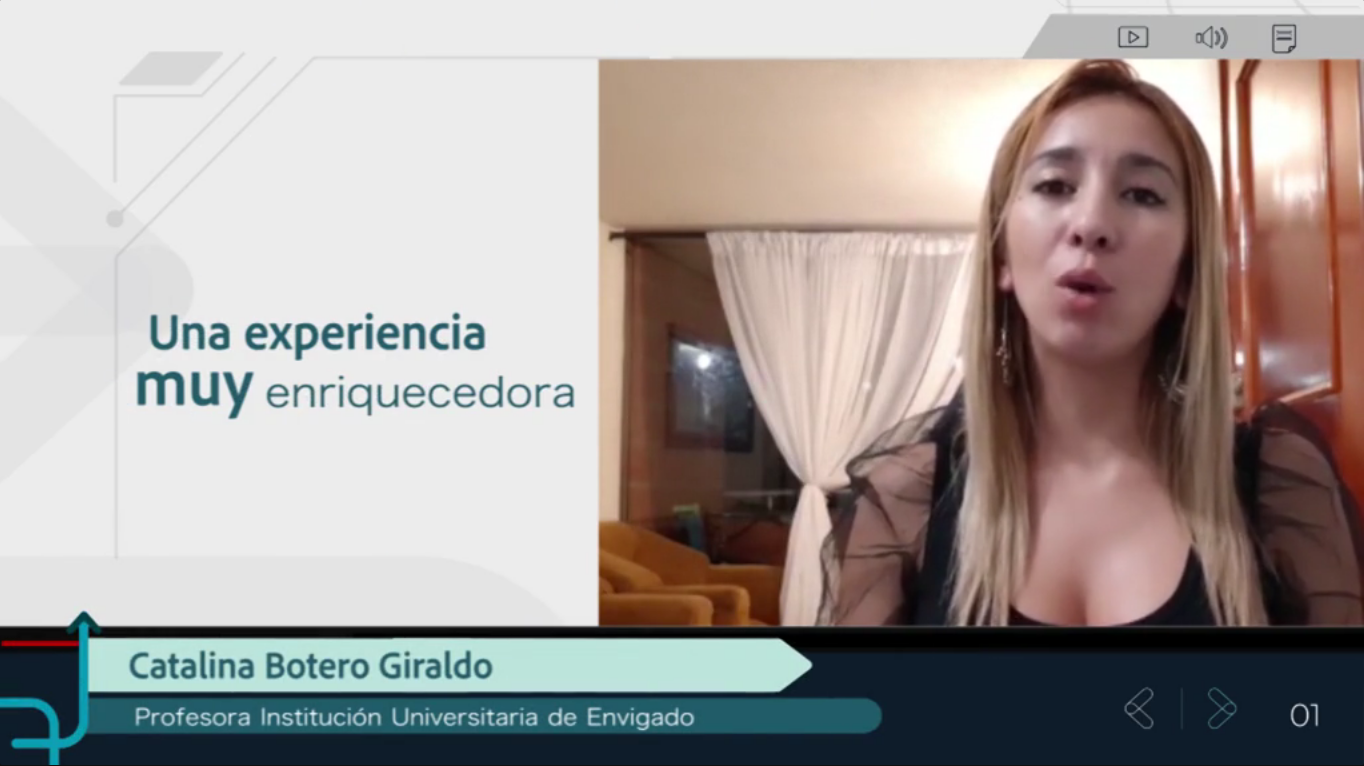 Una experiencia
muy enriquecedora
Catalina Botero Giraldo
Profesora Institución Universitaria de Envigado
01